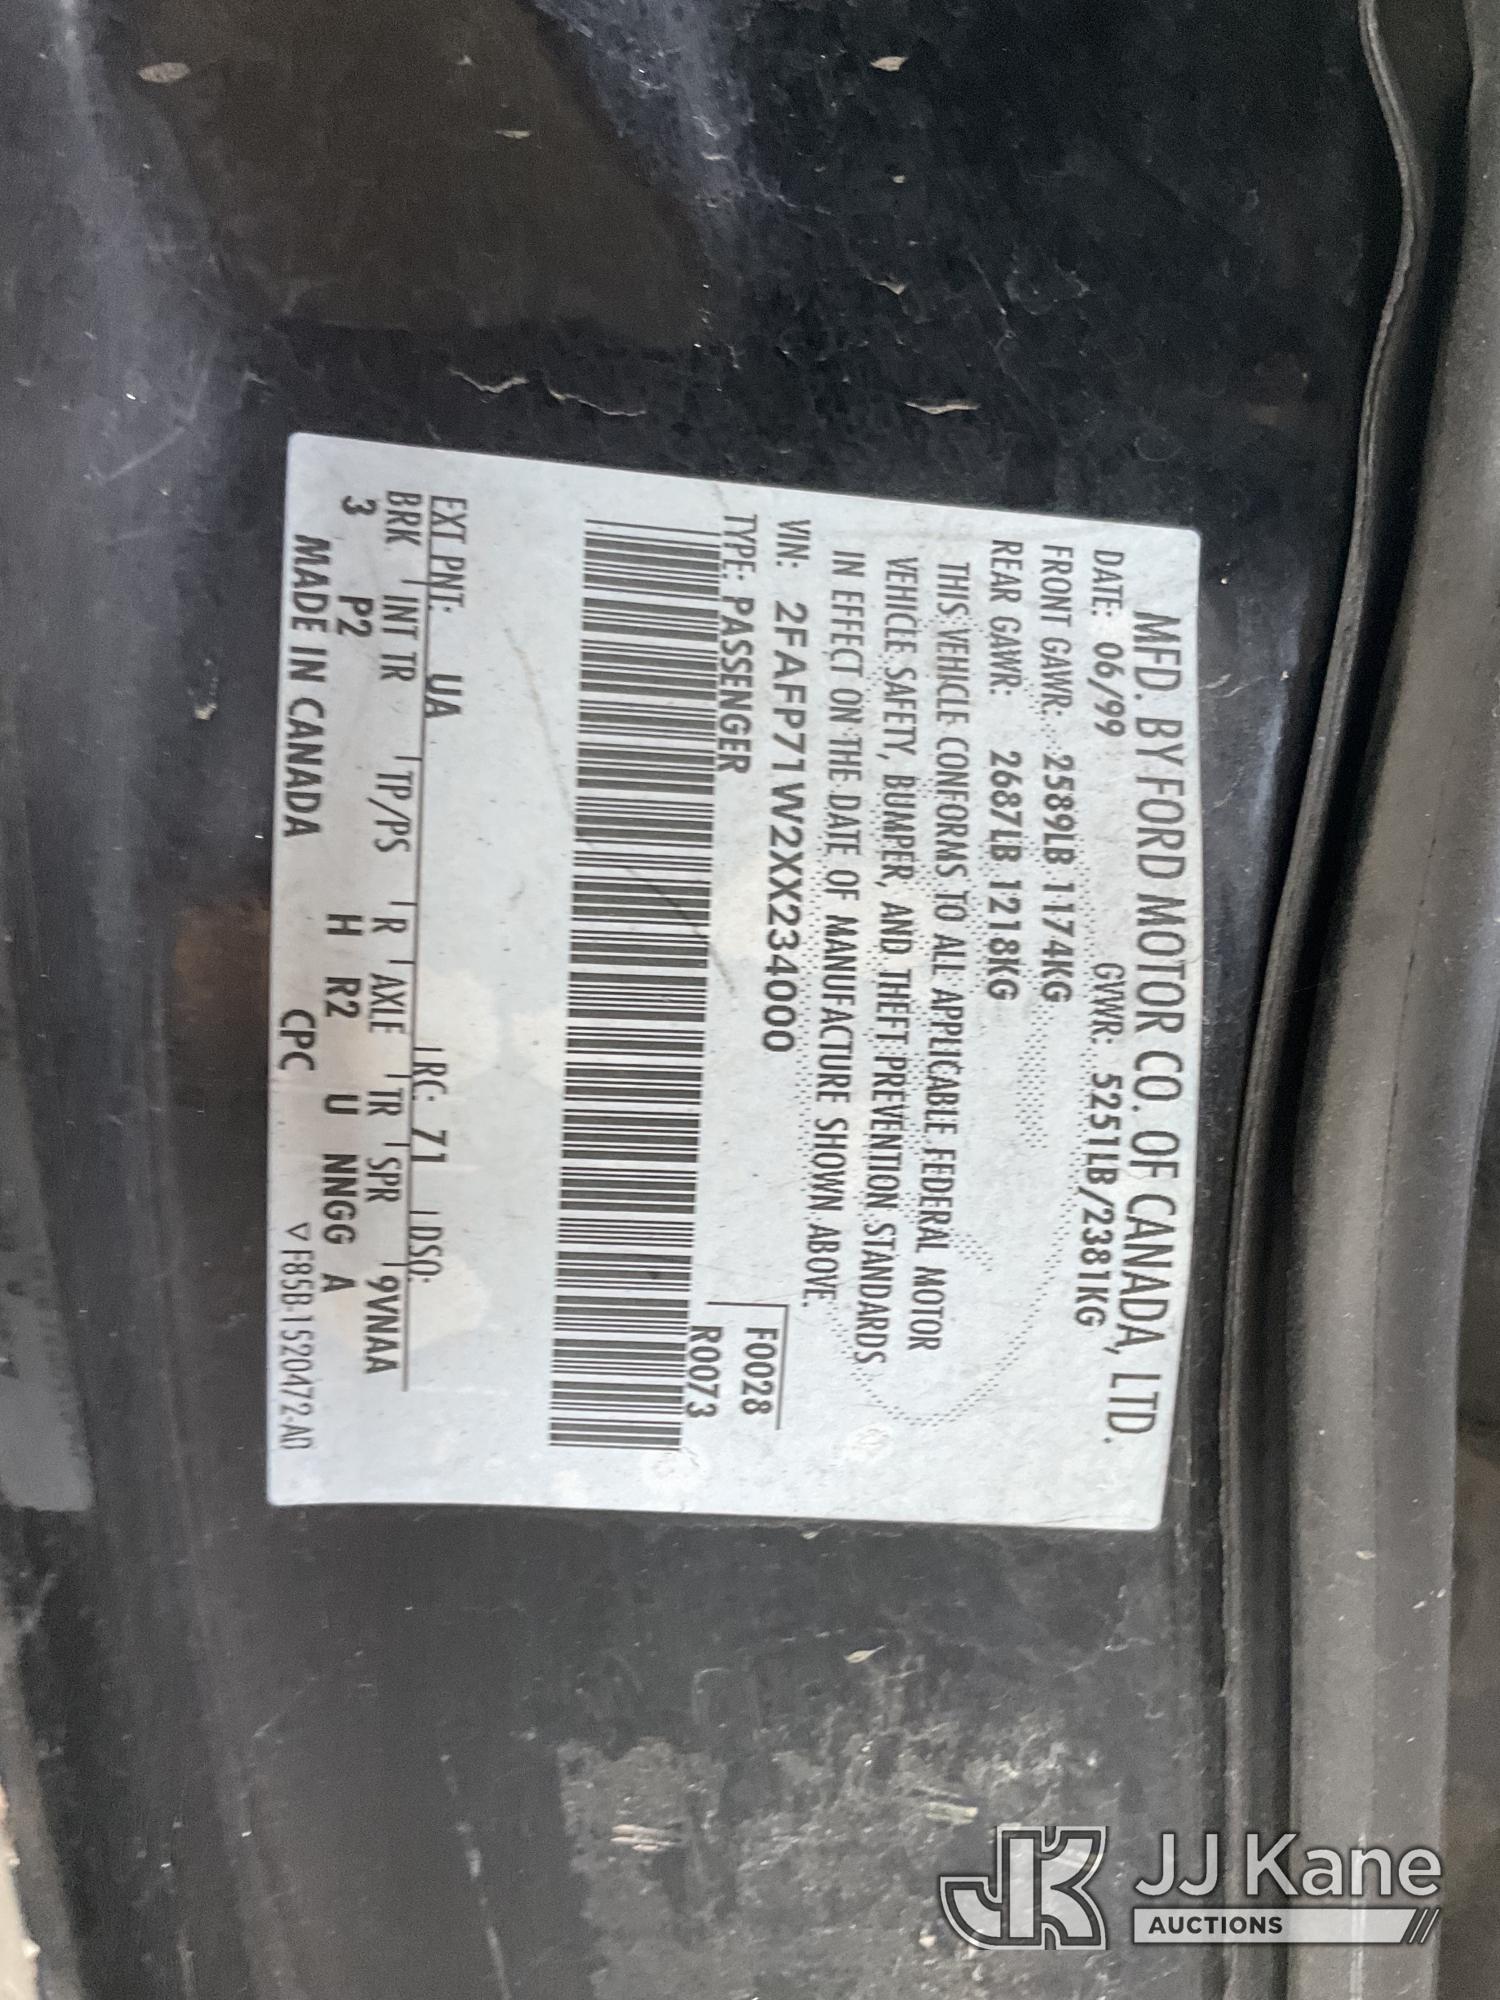 MFD. BY FORD MOTOR CO. OF CANADA, LTD.
DATE: 06/99 GVWR: 5251LB/2381KG
FRONT GAWR: 2589LB 1174KG
REAR GAWR: 2687LB 1218KG
THIS VEHICLE CONFORMS TO ALL APPLICABLE FEDERAL MOTOR
VEHICLE SAFETY, BUMPER, AND THEFT PREVENTION STANDARDS
IN EFFECT ON THE DATE OF MANUFACTURE SHOWN ABOVE.
VIN: 2FAFP71W2XX234000 F0028
TYPE: PASSENGER R0073
EXT PNT: UA RC: 71 DSO:
BRK INT TR TP/PS R AXLE TR SPR 9VNAA
3 P2 H R2 U NNGG A
MADE IN CANADA CPC F85B-1520472-AD
JK JJ Kane
AUCTIONS